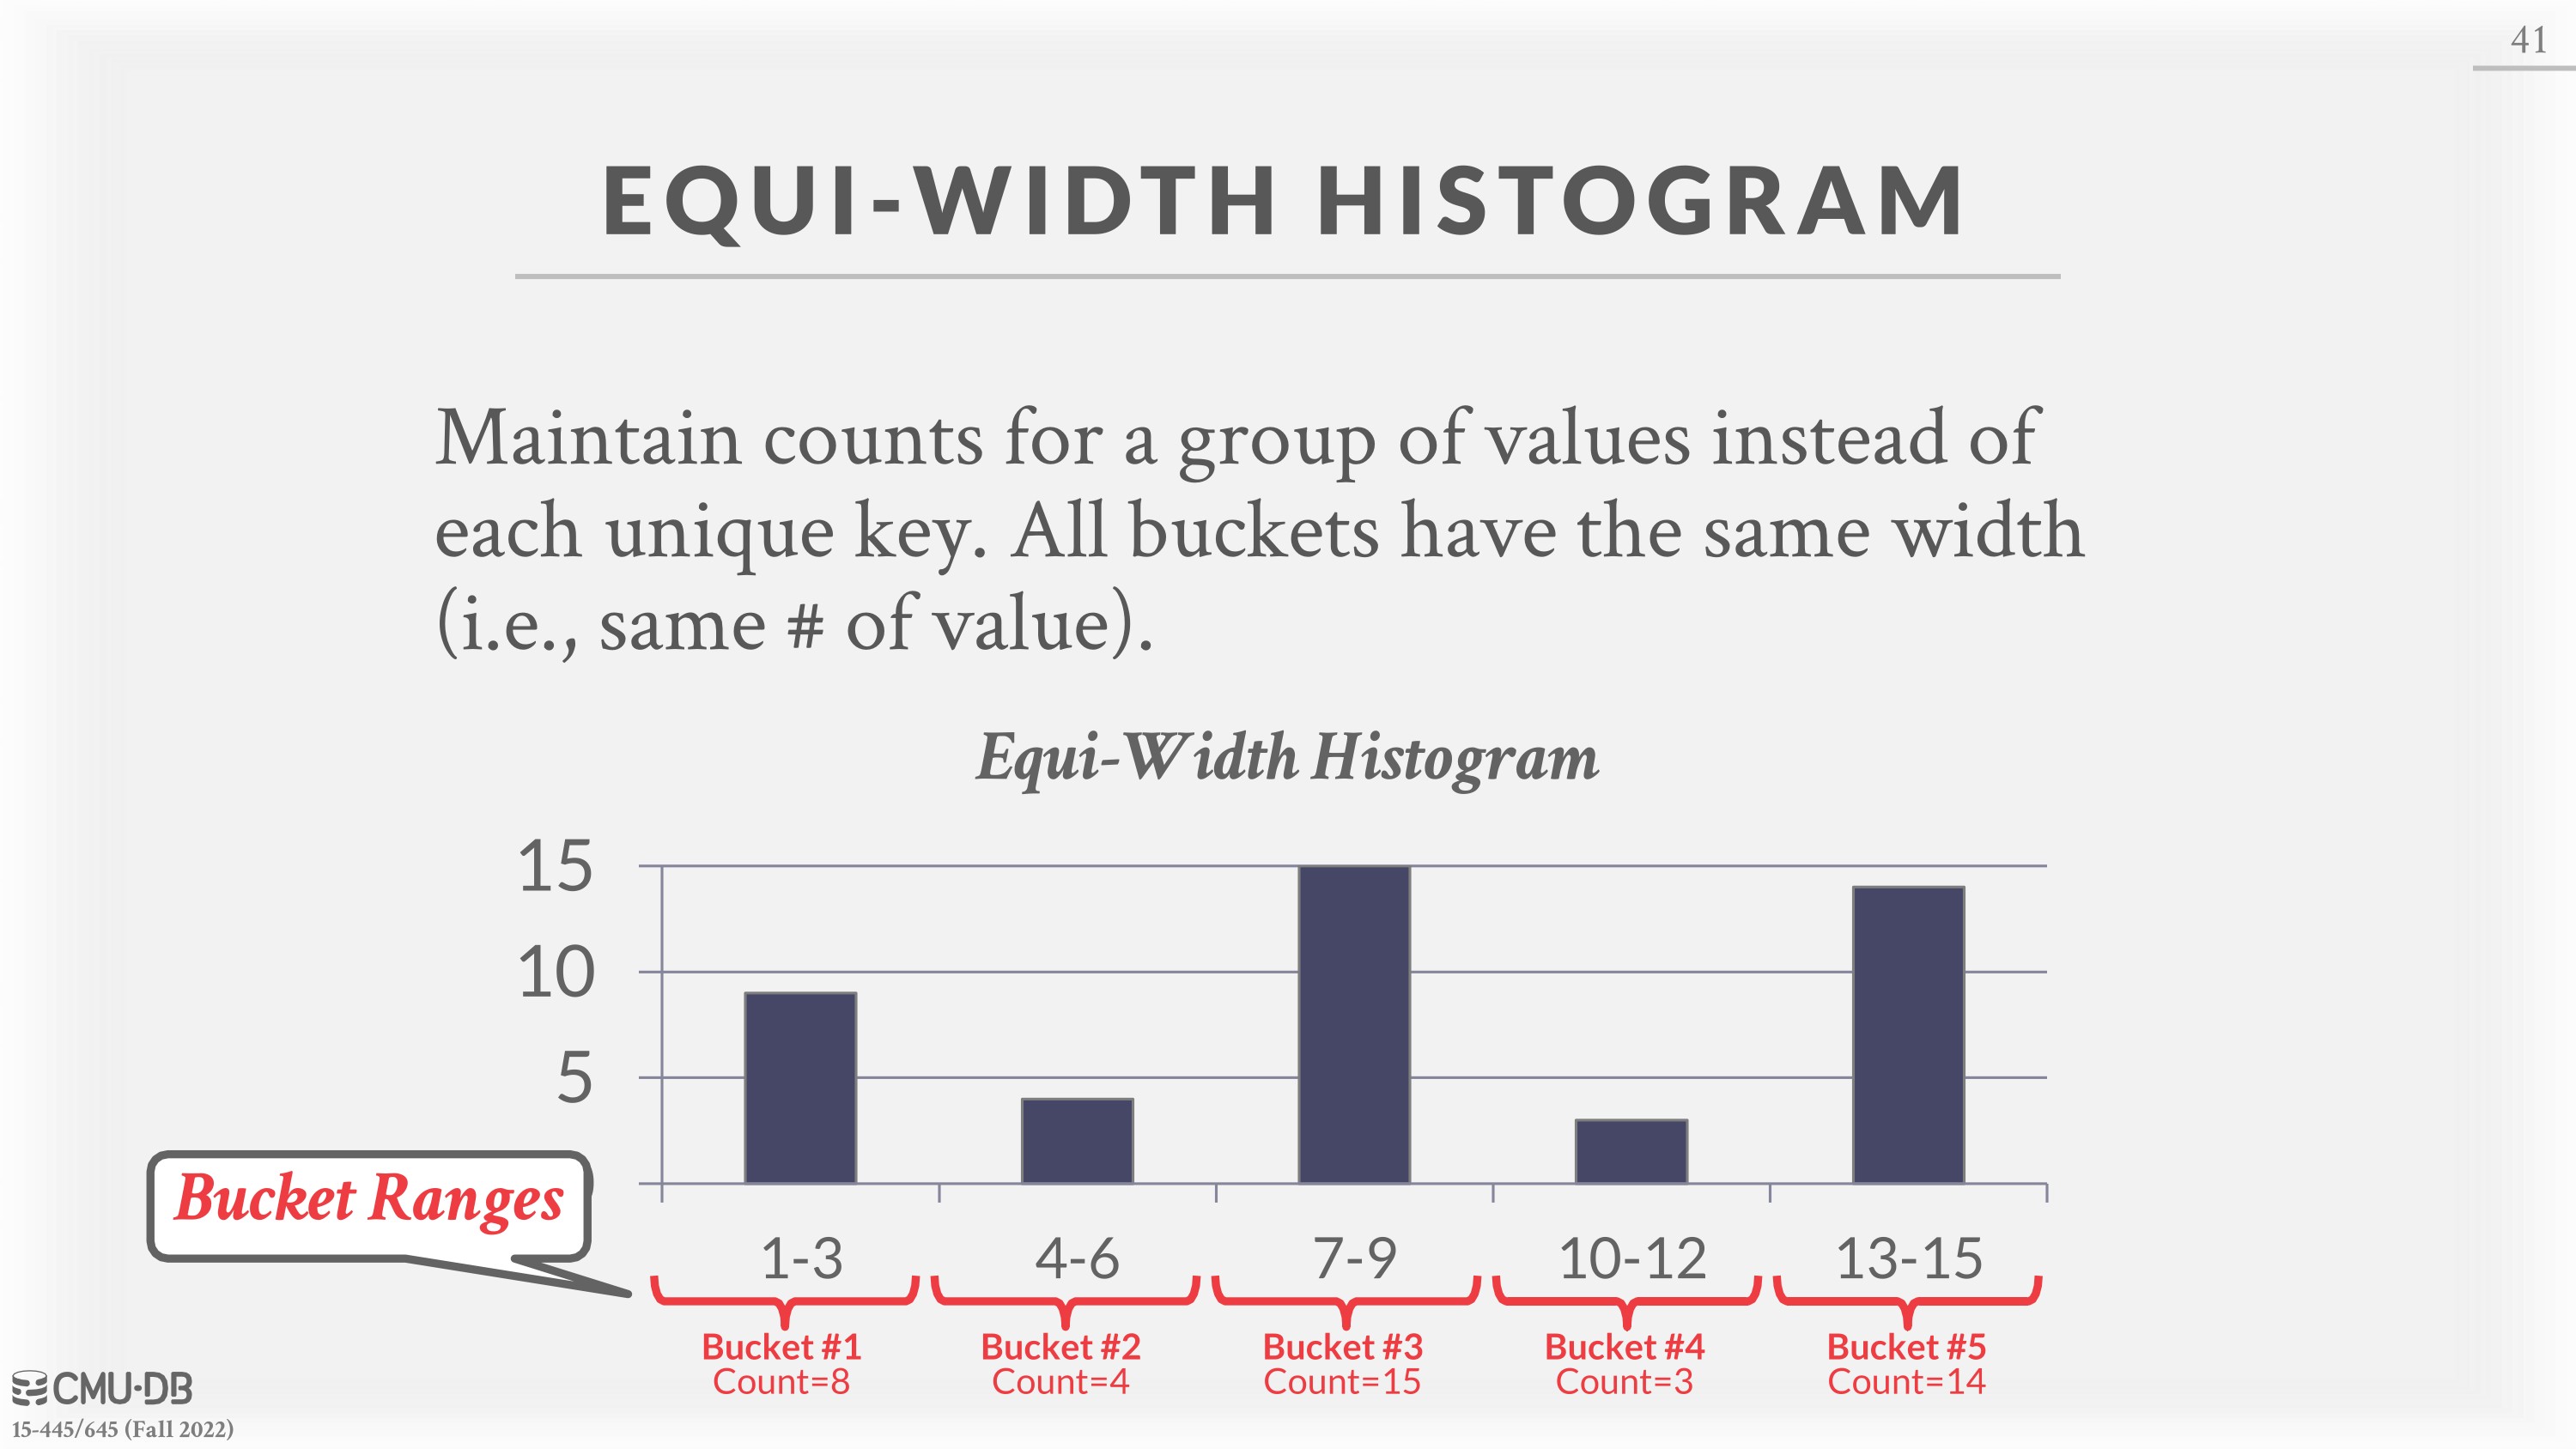 41
EQUI-WIDTH HISTOGRAM
Maintain counts for a group of values instead of
each unique key. All buckets have the same width
(i.e., same # of value).
Equi-Width Histogram
15
10
5
Bucket Ranges
1-3 4-6 7-9 10-12 13-15
Bucket #1 Bucket #2 Bucket #3 Bucket #4 Bucket #5
Count=8 Count=4 Count=15 Count=3 Count=14
CMU·DB
15-445/645 (Fall 2022)